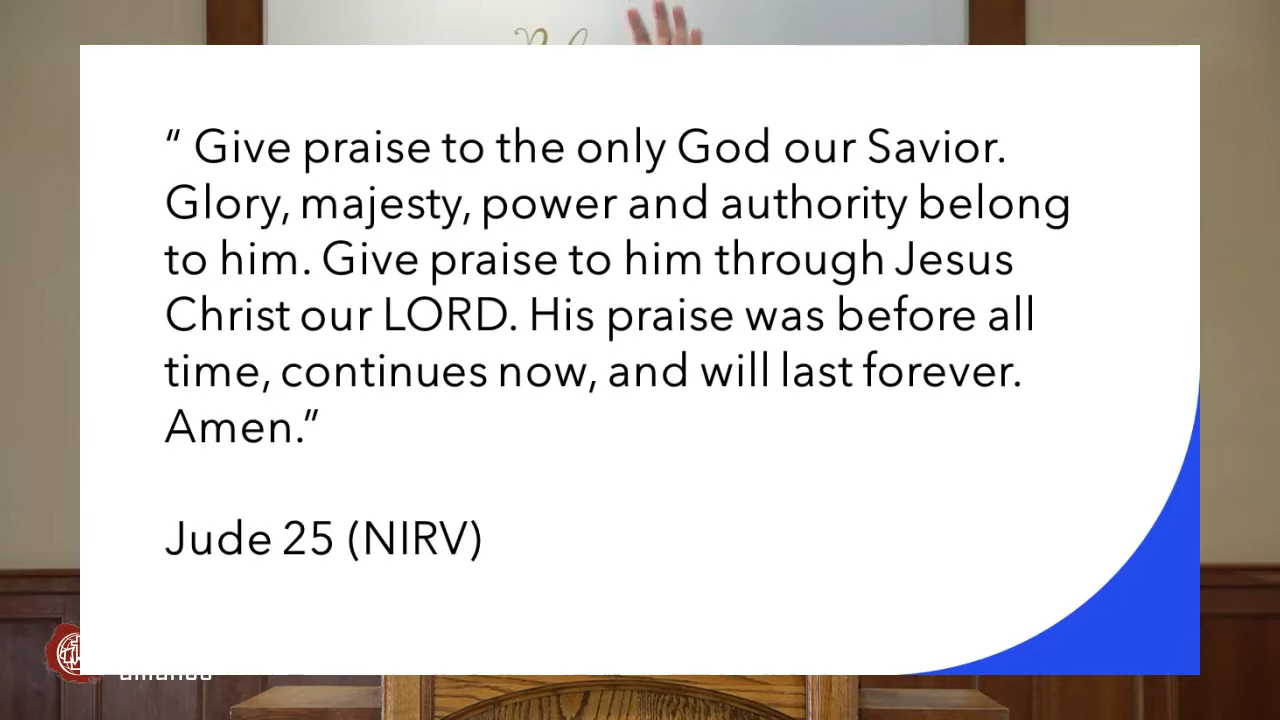 “ Give praise to the only God our Savior.
Glory, majesty, power and authority belong
to him. Give praise to him through Jesus
Christ our LORD. His praise was before all
time, continues now, and will last forever.
Amen.”
Jude 25 (NIRV)